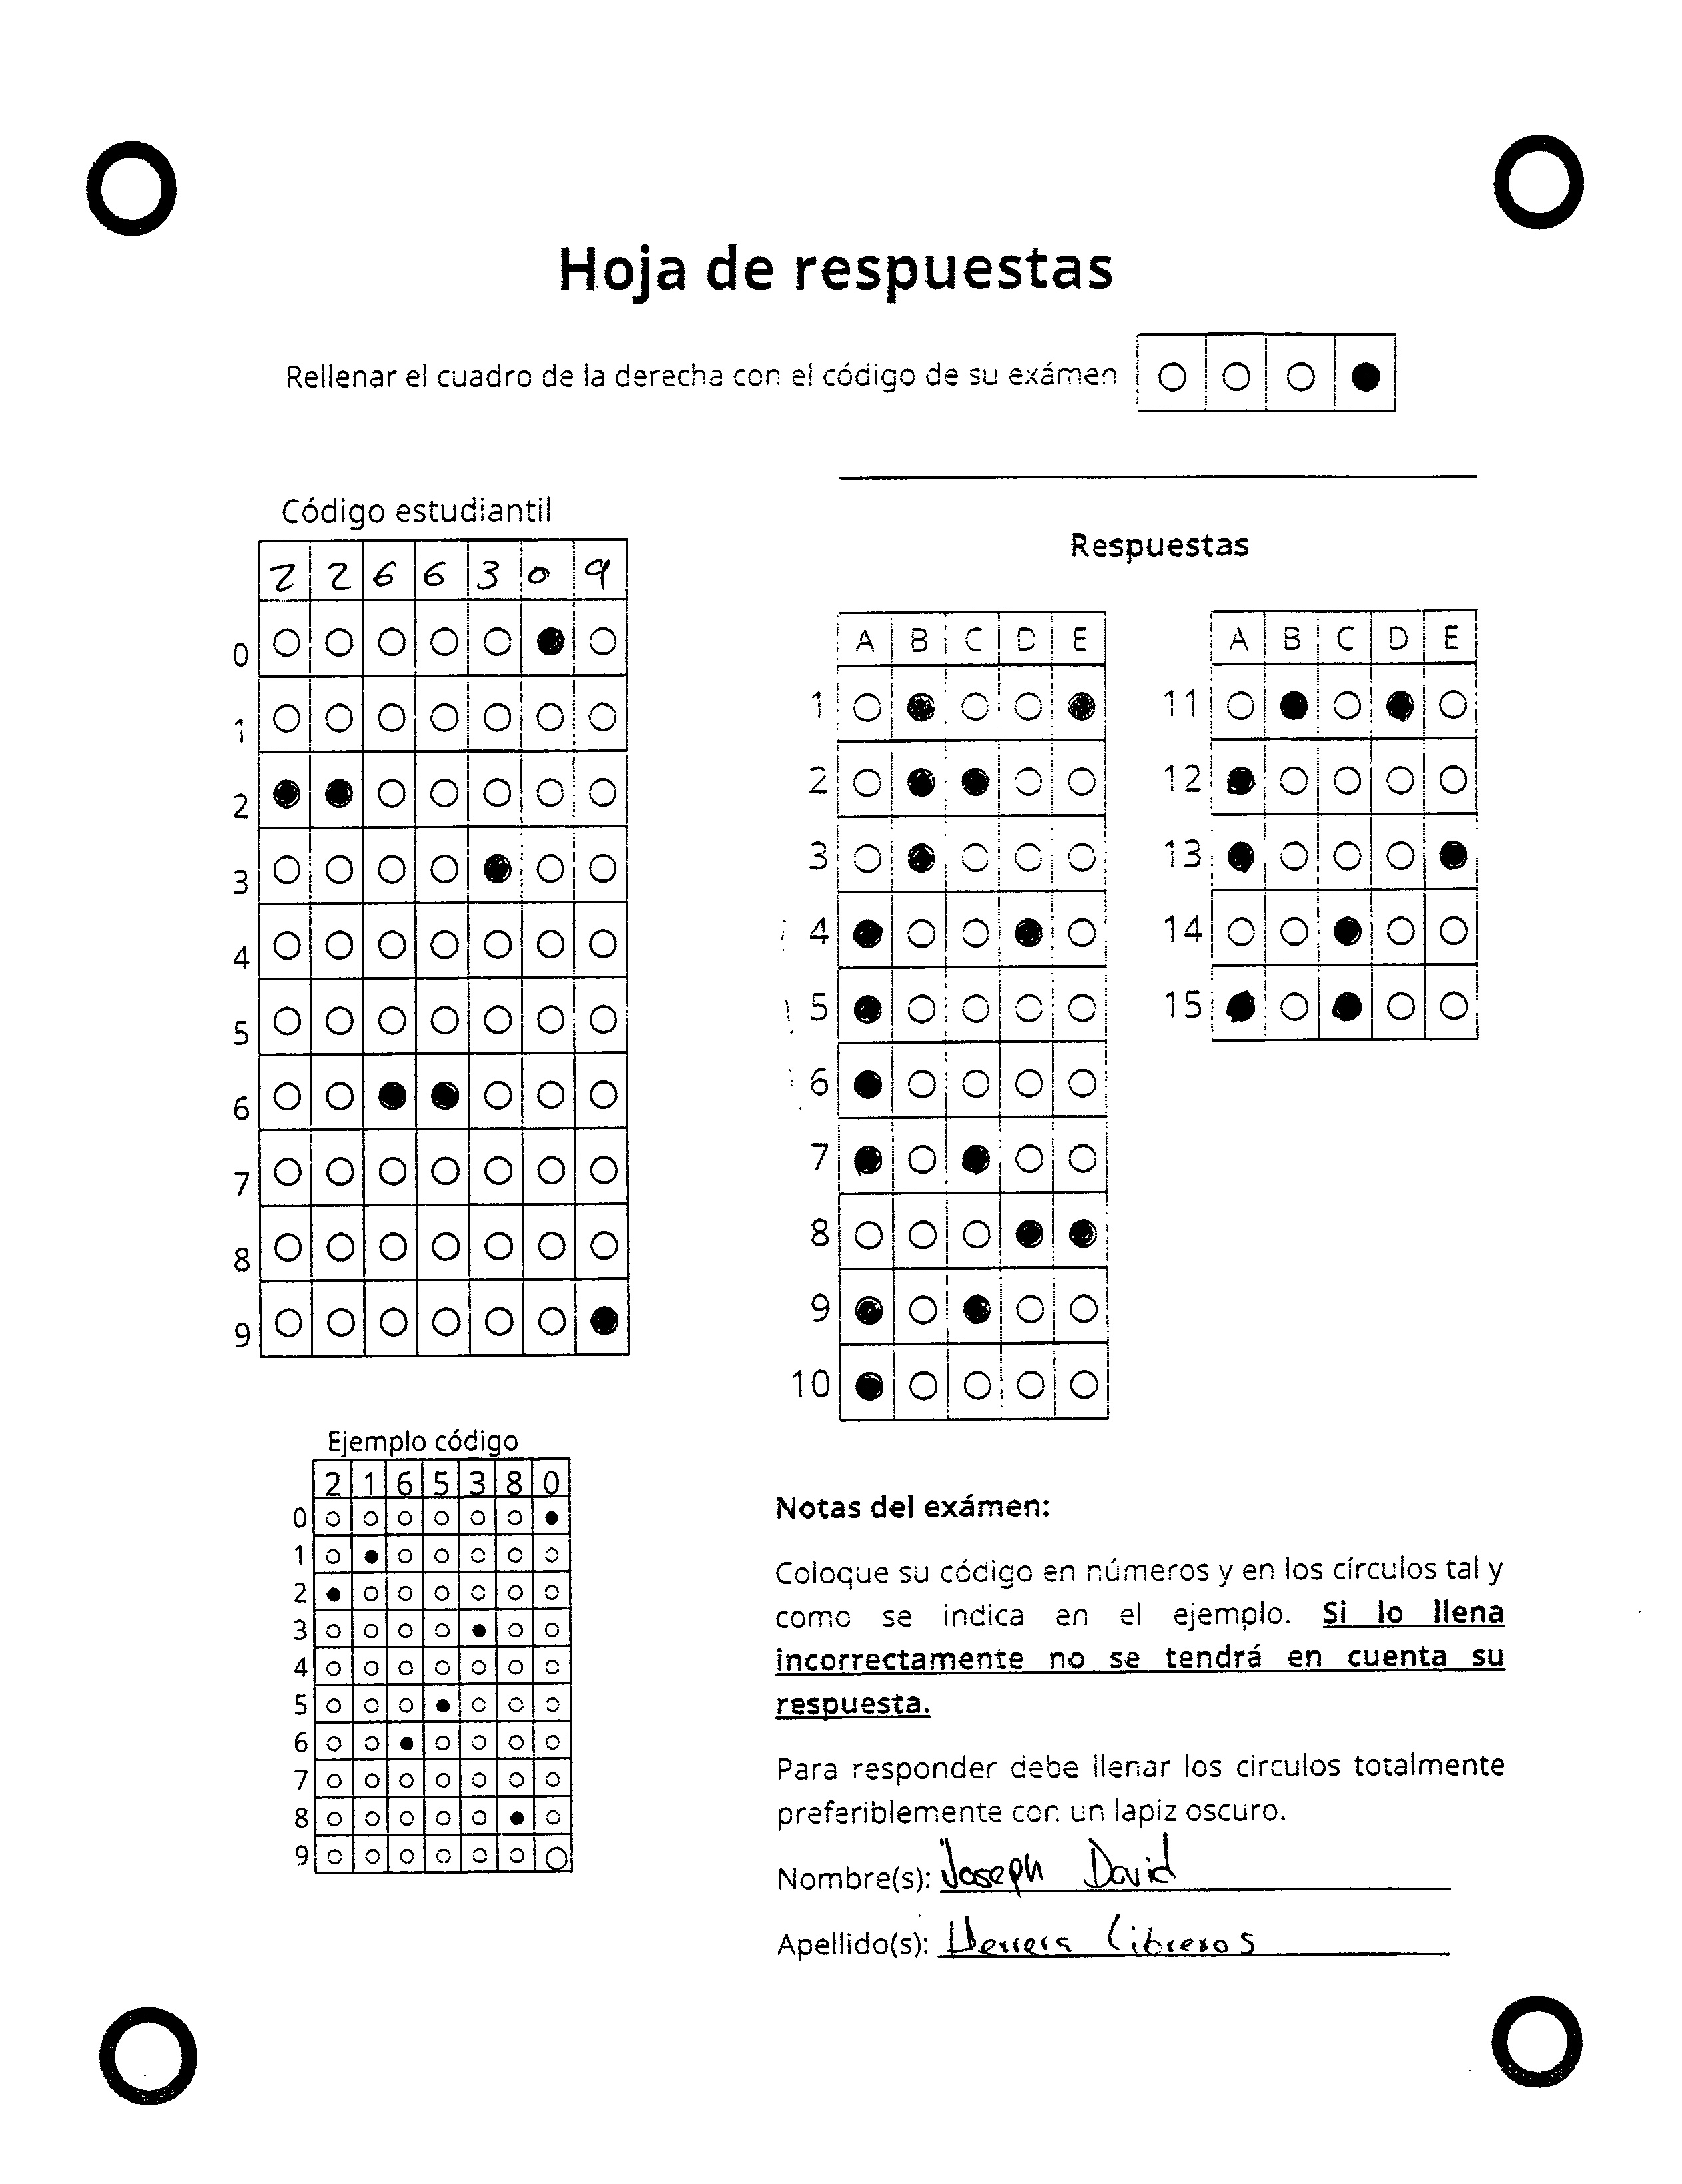 Hoja de respuestas
Rellenar el cuadro de la derecha con el código de su exámen
Código estudiantil
2 2 6 6 3 0 9
0
1
2
3
4
5
6
7
8
9
Ejemplo código
2 1 6 5 3 8 0
0
1
2
3
4
5
6
7
8
9
Respuestas
A B C D E
1
2
3
4
5
6
7
8
9
10
A B C D E
11
12
13
14
15
Notas del exámen:
Coloque su código en números y en los círculos tal y
como se indica en el ejemplo. Si lo llena
incorrectamente no se tendrá en cuenta su
respuesta.
Para responder debe llenar los circulos totalmente
preferiblemente con un lapiz oscuro.
Nombre(s): Joseph David
Apellido(s): Herrera Libreros